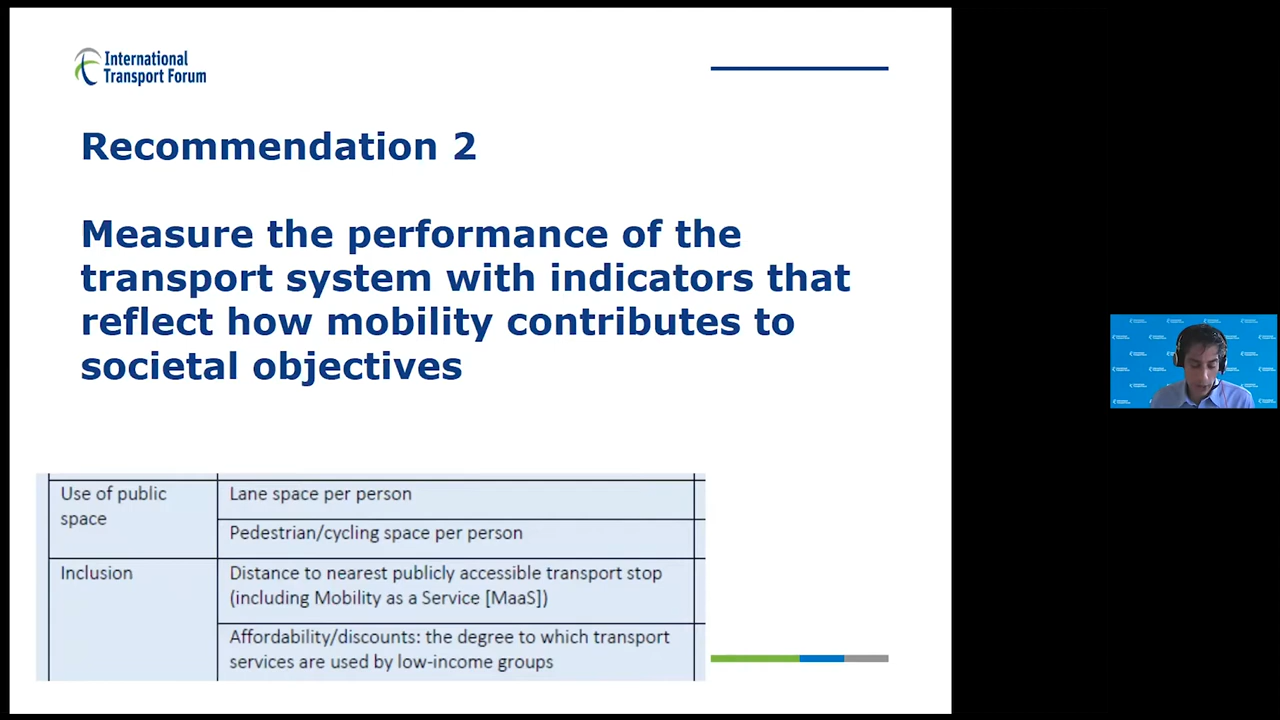 International
Transport Forum
Recommendation 2
Measure the performance of the
transport system with indicators that
reflect how mobility contributes to
societal objectives
Use of public
space
Lane space per person
Pedestrian/cycling space per person
Inclusion
Distance to nearest publicly accessible transport stop
(including Mobility as a Service [MaaS])
Affordability/discounts: the degree to which transport
services are used by low-income groups